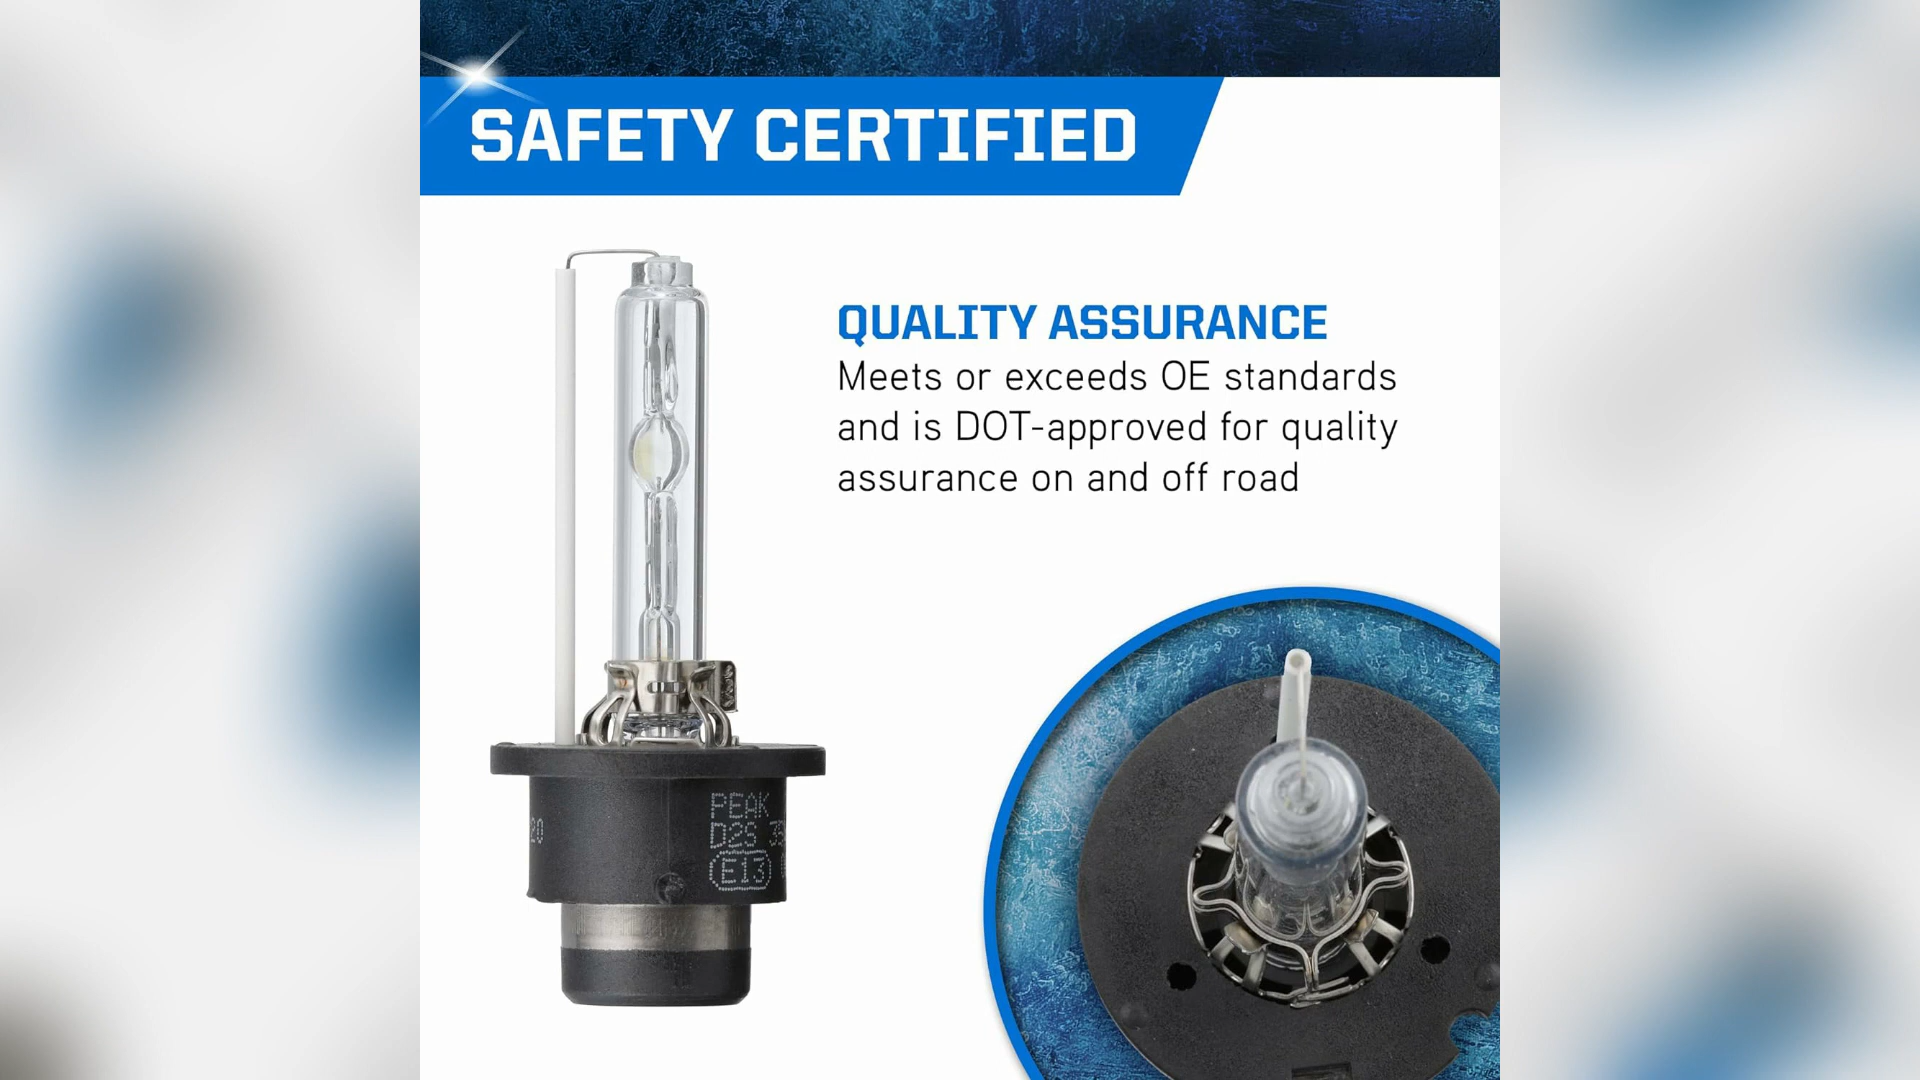 SAFETY CERTIFIED
QUALITY ASSURANCE
Meets or exceeds OE standards
and is DOT-approved for quality
assurance on and off road
PEAK
D2S
E13
20